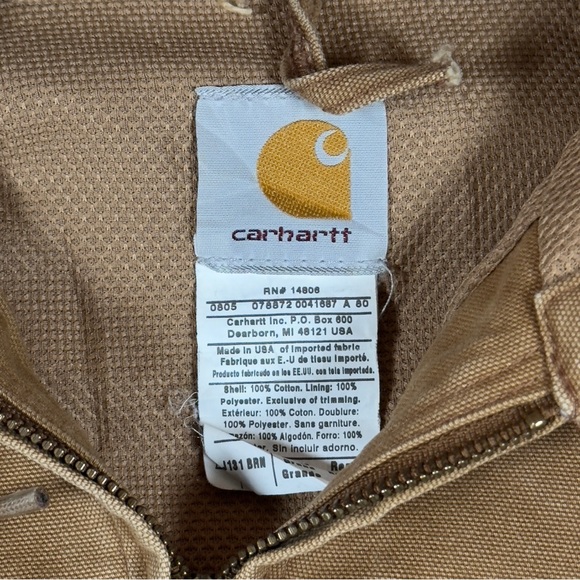 carhartt
RN# 14806
0805 078872 0041687 A 80
Carhartt Inc. P.O. Box 600
Dearborn, MI 48121 USA
Made in USA of imported fabric
Fabrique aux E.-U de tissu importé.
Producto fabricado en los EE.UU. con tela importada.
Shell: 100% Cotton. Lining: 100%
Polyester. Exclusive of trimming.
Extérieur: 100% Coton. Doublure:
100% Polyester. Sans garniture.
100% Algodón. Forro: 100%
Sin incluir adorno.
J131 BRN